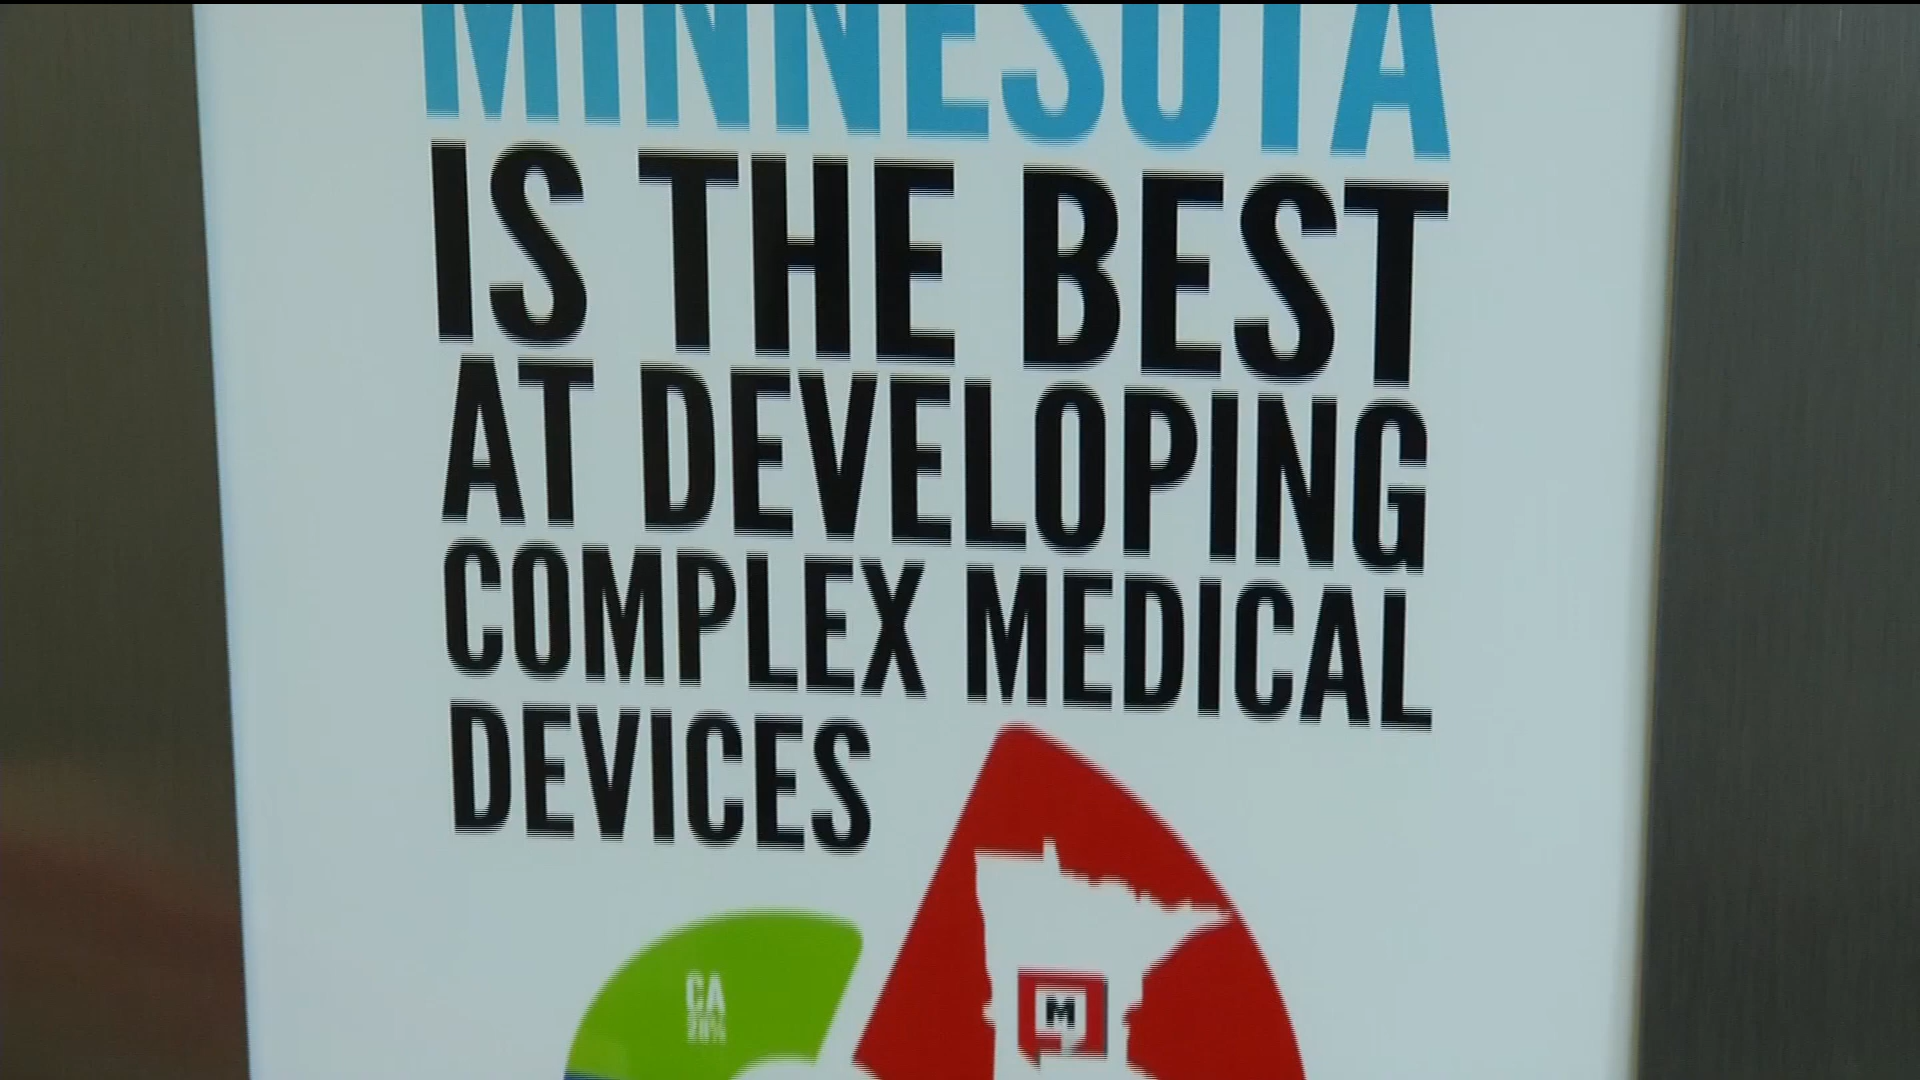 MINNESOTA
IS THE BEST
AT DEVELOPING
COMPLEX MEDICAL
DEVICES
CA
M